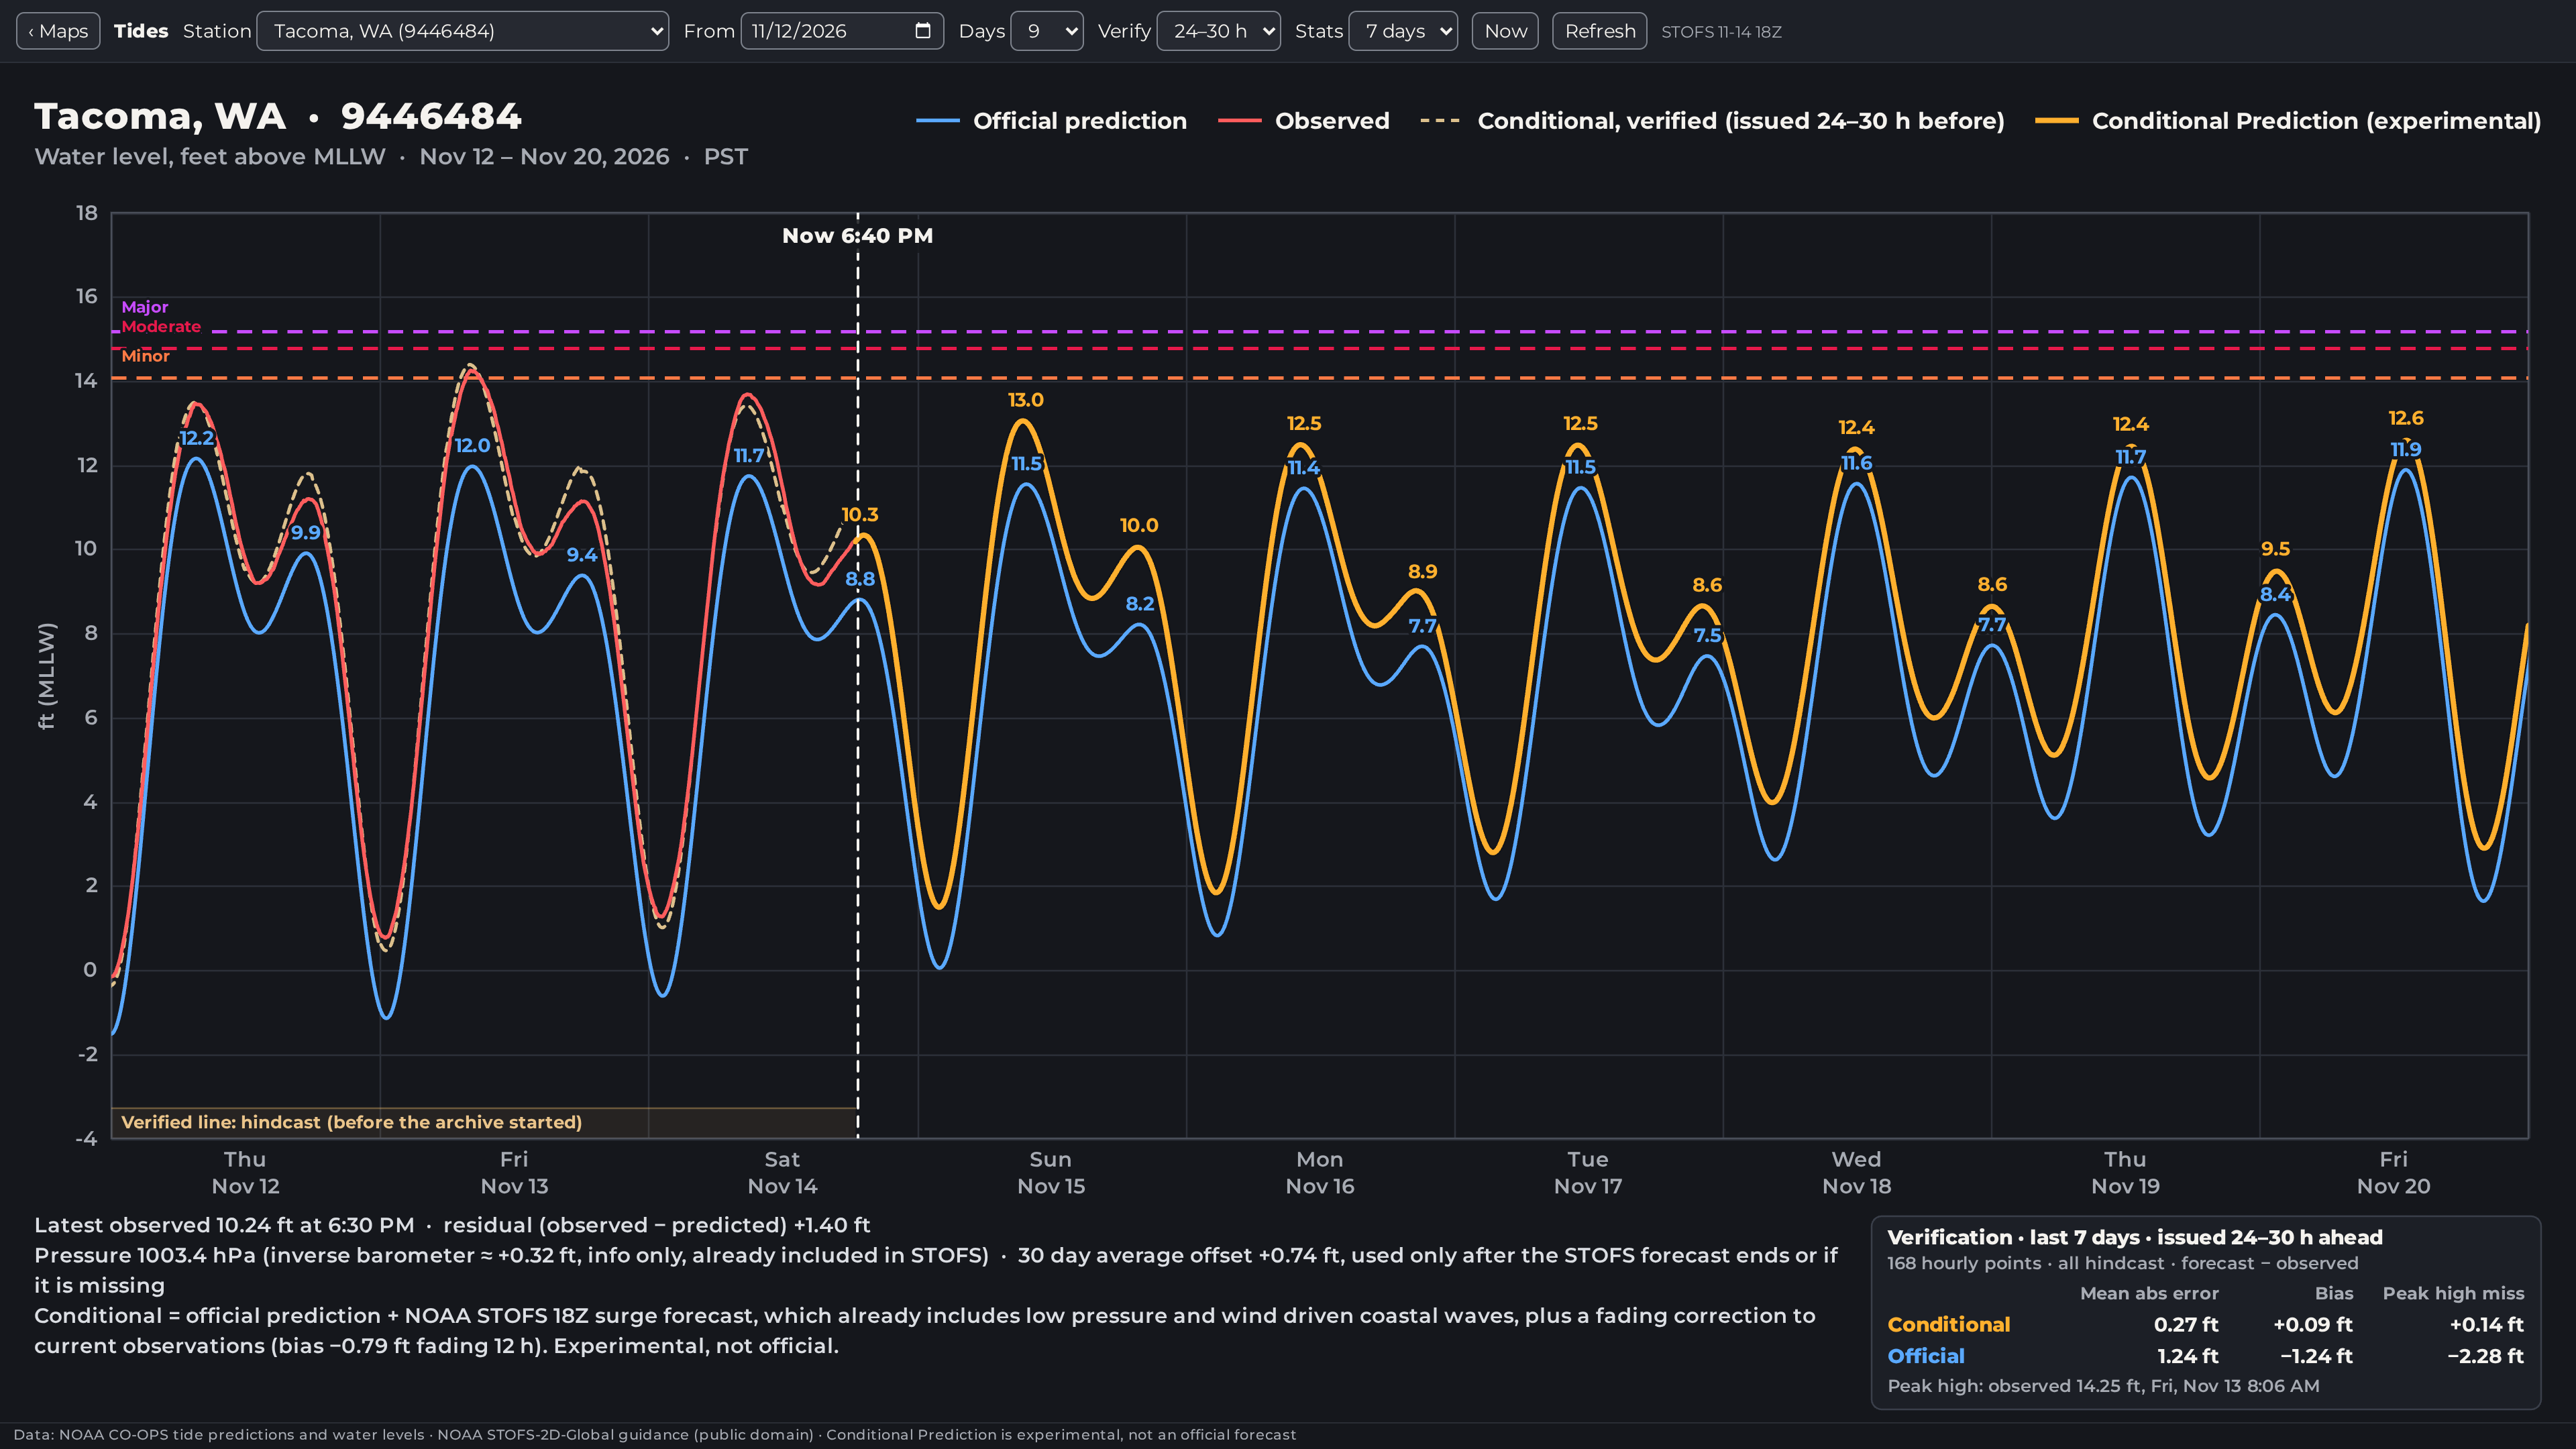 ‹ Maps Tides Station Tacoma, WA (9446484) From 11/12/2026 Days 9 Verify 24–30 h Stats 7 days Now Refresh STOFS 11-14 18Z
Tacoma, WA · 9446484
Water level, feet above MLLW · Nov 12 – Nov 20, 2026 · PST
Official prediction Observed Conditional, verified (issued 24–30 h before) Conditional Prediction (experimental)
Now 6:40 PM
18
16
14
12
10
8
6
4
2
0
-2
-4
ft (MLLW)
Major
Moderate
Minor
12.2
9.9
12.0
9.4
11.7
10.3
8.8
13.0
11.5
10.0
8.2
12.5
11.4
8.9
7.7
12.5
11.5
8.6
7.5
12.4
11.6
8.6
7.7
12.4
11.7
9.5
8.4
12.6
11.9
Verified line: hindcast (before the archive started)
Thu Fri Sat Sun Mon Tue Wed Thu Fri
Nov 12 Nov 13 Nov 14 Nov 15 Nov 16 Nov 17 Nov 18 Nov 19 Nov 20
Latest observed 10.24 ft at 6:30 PM · residual (observed − predicted) +1.40 ft
Pressure 1003.4 hPa (inverse barometer ≈ +0.32 ft, info only, already included in STOFS) · 30 day average offset +0.74 ft, used only after the STOFS forecast ends or if
it is missing
Conditional = official prediction + NOAA STOFS 18Z surge forecast, which already includes low pressure and wind driven coastal waves, plus a fading correction to
current observations (bias −0.79 ft fading 12 h). Experimental, not official.
Verification · last 7 days · issued 24–30 h ahead
168 hourly points · all hindcast · forecast − observed
Mean abs error Bias Peak high miss
Conditional 0.27 ft +0.09 ft +0.14 ft
Official 1.24 ft −1.24 ft −2.28 ft
Peak high: observed 14.25 ft, Fri, Nov 13 8:06 AM
Data: NOAA CO-OPS tide predictions and water levels · NOAA STOFS-2D-Global guidance (public domain) · Conditional Prediction is experimental, not an official forecast